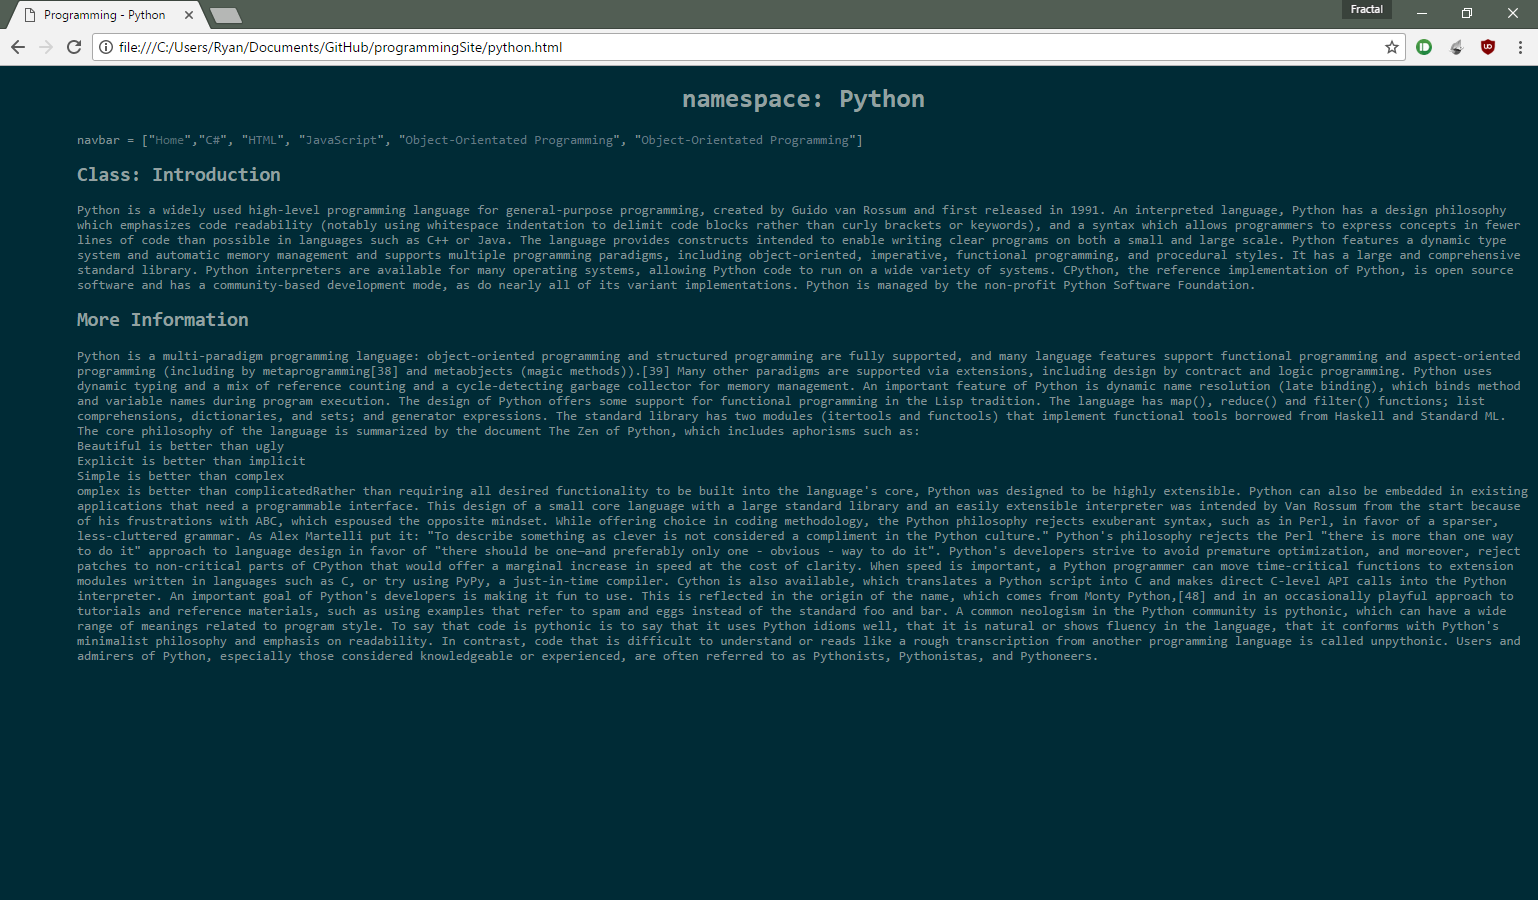 Programming - Python
Fractal
file:///C:/Users/Ryan/Documents/GitHub/programmingSite/python.html
namespace: Python
navbar = ["Home","C#", "HTML", "JavaScript", "Object-Orientated Programming", "Object-Orientated Programming"]
Class: Introduction
Python is a widely used high-level programming language for general-purpose programming, created by Guido van Rossum and first released in 1991. An interpreted language, Python has a design philosophy
which emphasizes code readability (notably using whitespace indentation to delimit code blocks rather than curly brackets or keywords), and a syntax which allows programmers to express concepts in fewer
lines of code than possible in languages such as C++ or Java. The language provides constructs intended to enable writing clear programs on both a small and large scale. Python features a dynamic type
system and automatic memory management and supports multiple programming paradigms, including object-oriented, imperative, functional programming, and procedural styles. It has a large and comprehensive
standard library. Python interpreters are available for many operating systems, allowing Python code to run on a wide variety of systems. CPython, the reference implementation of Python, is open source
software and has a community-based development mode, as do nearly all of its variant implementations. Python is managed by the non-profit Python Software Foundation.
More Information
Python is a multi-paradigm programming language: object-oriented programming and structured programming are fully supported, and many language features support functional programming and aspect-oriented
programming (including by metaprogramming[38] and metaobjects (magic methods)).[39] Many other paradigms are supported via extensions, including design by contract and logic programming. Python uses
dynamic typing and a mix of reference counting and a cycle-detecting garbage collector for memory management. An important feature of Python is dynamic name resolution (late binding), which binds method
and variable names during program execution. The design of Python offers some support for functional programming in the Lisp tradition. The language has map(), reduce() and filter() functions; list
comprehensions, dictionaries, and sets; and generator expressions. The standard library has two modules (itertools and functools) that implement functional tools borrowed from Haskell and Standard ML.
The core philosophy of the language is summarized by the document The Zen of Python, which includes aphorisms such as:
Beautiful is better than ugly
Explicit is better than implicit
Simple is better than complex
omplex is better than complicatedRather than requiring all desired functionality to be built into the language's core, Python was designed to be highly extensible. Python can also be embedded in existing
applications that need a programmable interface. This design of a small core language with a large standard library and an easily extensible interpreter was intended by Van Rossum from the start because
of his frustrations with ABC, which espoused the opposite mindset. While offering choice in coding methodology, the Python philosophy rejects exuberant syntax, such as in Perl, in favor of a sparser,
less-cluttered grammar. As Alex Martelli put it: "To describe something as clever is not considered a compliment in the Python culture." Python's philosophy rejects the Perl "there is more than one way
to do it" approach to language design in favor of "there should be one—and preferably only one - obvious - way to do it". Python's developers strive to avoid premature optimization, and moreover, reject
patches to non-critical parts of CPython that would offer a marginal increase in speed at the cost of clarity. When speed is important, a Python programmer can move time-critical functions to extension
modules written in languages such as C, or try using PyPy, a just-in-time compiler. Cython is also available, which translates a Python script into C and makes direct C-level API calls into the Python
interpreter. An important goal of Python's developers is making it fun to use. This is reflected in the origin of the name, which comes from Monty Python,[48] and in an occasionally playful approach to
tutorials and reference materials, such as using examples that refer to spam and eggs instead of the standard foo and bar. A common neologism in the Python community is pythonic, which can have a wide
range of meanings related to program style. To say that code is pythonic is to say that it uses Python idioms well, that it is natural or shows fluency in the language, that it conforms with Python's
minimalist philosophy and emphasis on readability. In contrast, code that is difficult to understand or reads like a rough transcription from another programming language is called unpythonic. Users and
admirers of Python, especially those considered knowledgeable or experienced, are often referred to as Pythonists, Pythonistas, and Pythoneers.